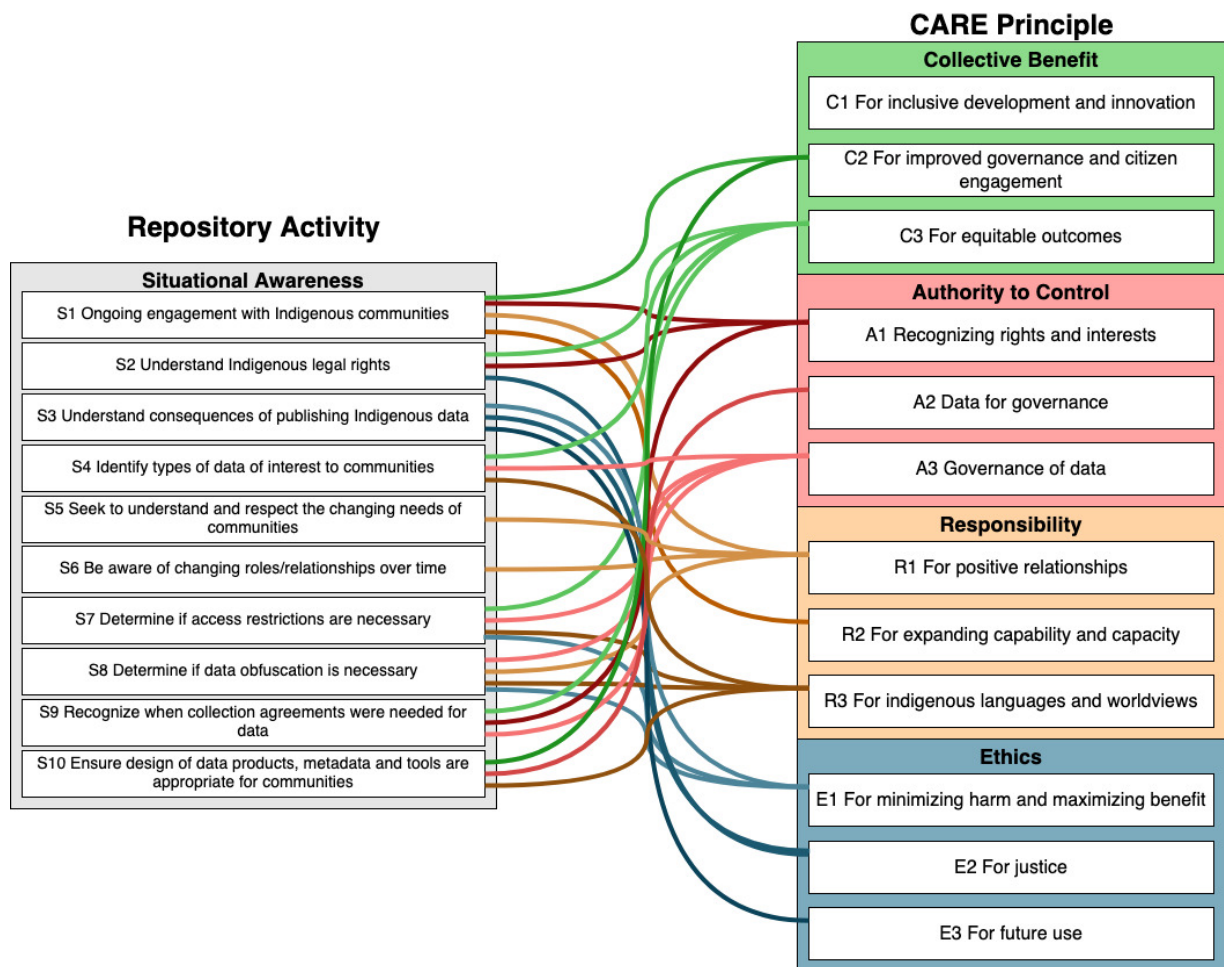 CARE Principle
Collective Benefit
C1 For inclusive development and innovation
C2 For improved governance and citizen
engagement
C3 For equitable outcomes
Authority to Control
A1 Recognizing rights and interests
A2 Data for governance
A3 Governance of data
Responsibility
R1 For positive relationships
R2 For expanding capability and capacity
R3 For indigenous languages and worldviews
Ethics
E1 For minimizing harm and maximizing benefit
E2 For justice
E3 For future use
Repository Activity
Situational Awareness
S1 Ongoing engagement with Indigenous communities
S2 Understand Indigenous legal rights
S3 Understand consequences of publishing Indigenous data
S4 Identify types of data of interest to communities
S5 Seek to understand and respect the changing needs of
communities
S6 Be aware of changing roles/relationships over time
S7 Determine if access restrictions are necessary
S8 Determine if data obfuscation is necessary
S9 Recognize when collection agreements were needed for
data
S10 Ensure design of data products, metadata and tools are
appropriate for communities